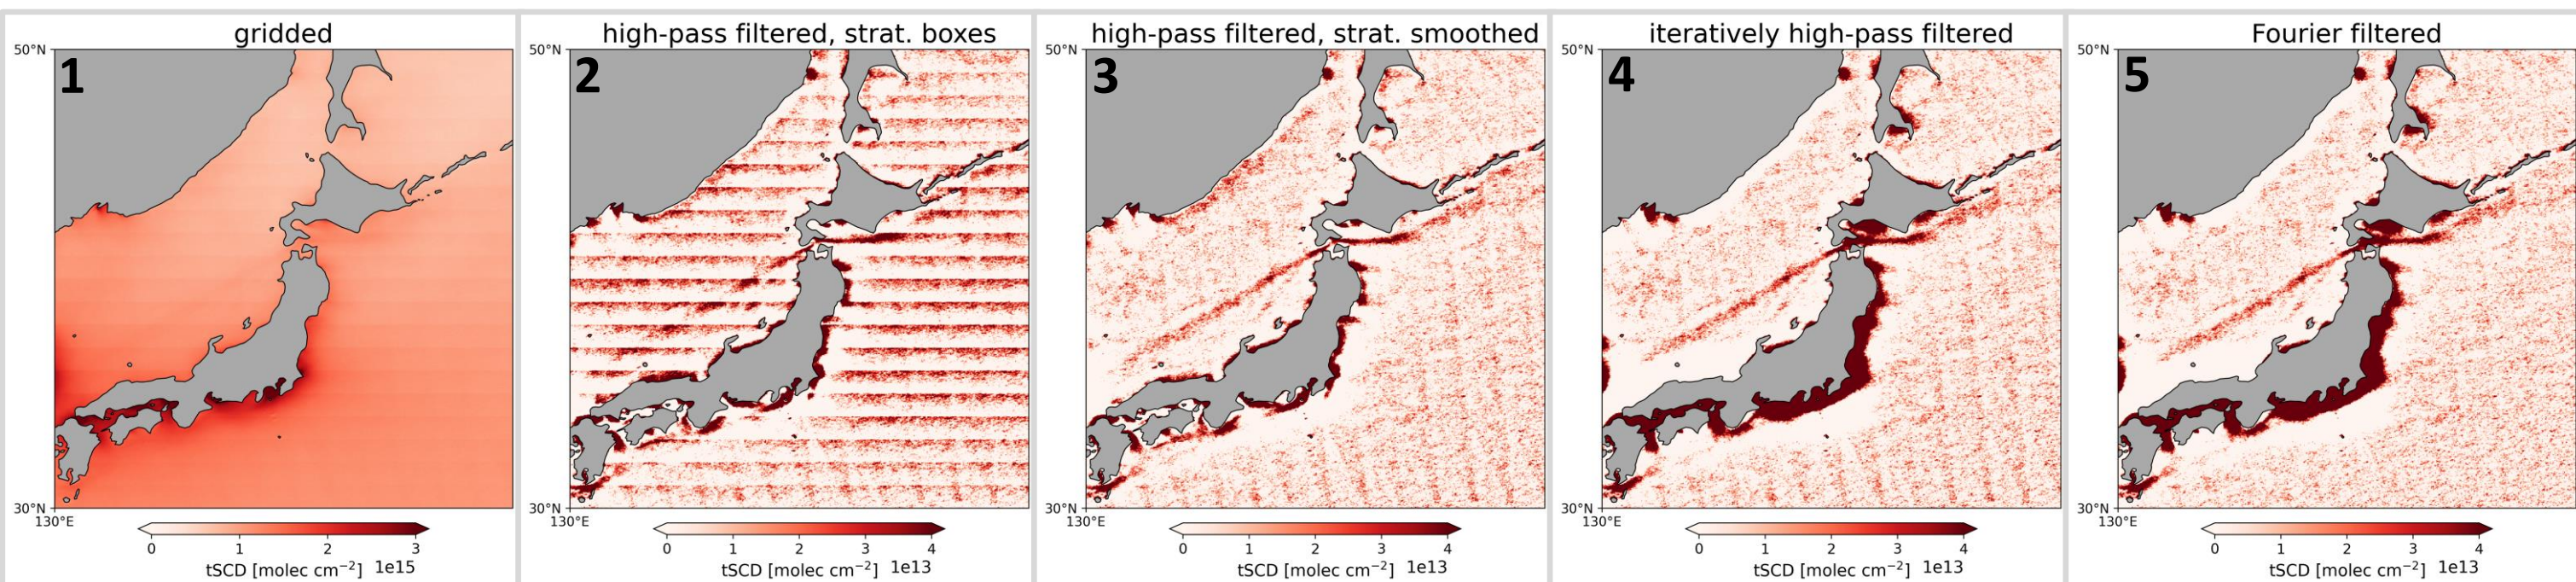 gridded
1
50°N
30°N
130°E
0 1 2 3
tSCD [molec cm⁻²] 1e15
high-pass filtered, strat. boxes
2
50°N
30°N
130°E
0 1 2 3 4
tSCD [molec cm⁻²] 1e13
high-pass filtered, strat. smoothed
3
50°N
30°N
130°E
0 1 2 3 4
tSCD [molec cm⁻²] 1e13
iteratively high-pass filtered
4
50°N
30°N
130°E
0 1 2 3 4
tSCD [molec cm⁻²] 1e13
Fourier filtered
5
50°N
30°N
130°E
0 1 2 3 4
tSCD [molec cm⁻²] 1e13